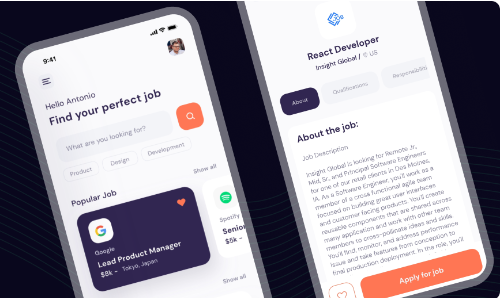 9:41
Hello Antonio
Find your perfect job
What are you looking for?
Product
Design
Development
Popular Job
Show all
Google
Lead Product Manager
$8k - Tokyo, Japan
Spotify
Senio
$5k -
Show all
React Developer
Insight Global / US
About
Qualifications
Responsibility
About the job:
Job Description
Insight Global is looking for Remote Jr,
Mid, Sr, and Principal Software Engineers
for one of our retail clients in Des Moines,
IA. As a Software Engineer, you'll work as a
member of a cross functional agile team
focused on building great user interfaces
and customer facing products. You'll create
reusable components that are shared across
many application and work with other team
members to cross-pollinate ideas and skills
You'll find, monitor, and address performance
issue and take features from conception to
final production deployment. In the role, you'll
Apply for job